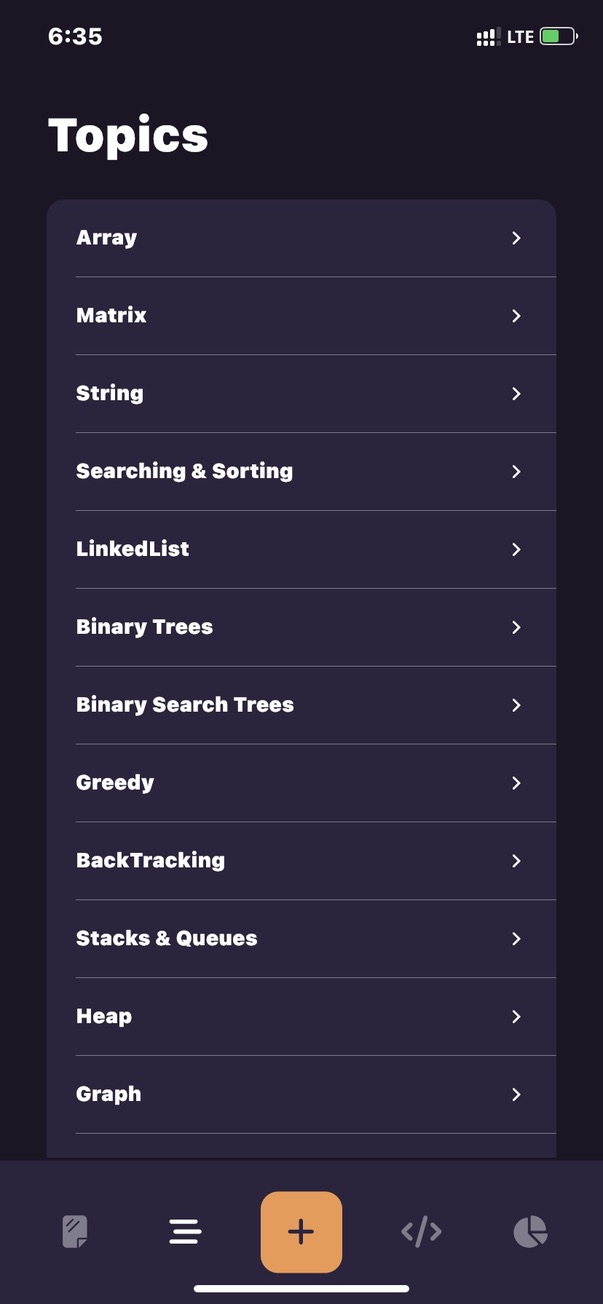 6:35
LTE
Topics
Array
Matrix
String
Searching & Sorting
LinkedList
Binary Trees
Binary Search Trees
Greedy
BackTracking
Stacks & Queues
Heap
Graph